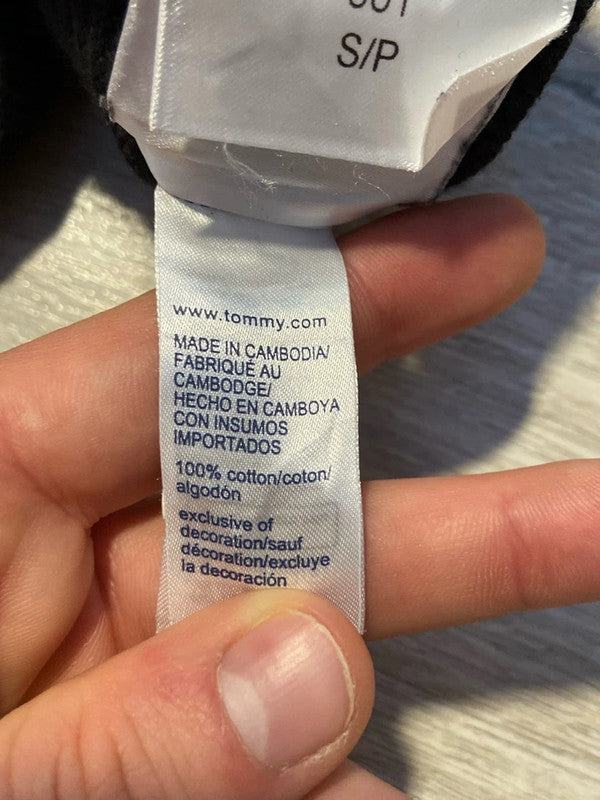 S/P
www.tommy.com
MADE IN CAMBODIA/
FABRIQUÉ AU
CAMBODGE/
HECHO EN CAMBOYA
CON INSUMOS
IMPORTADOS
100% cotton/coton/
algodón
exclusive of
decoration/sauf
décoration/excluye
la decoración